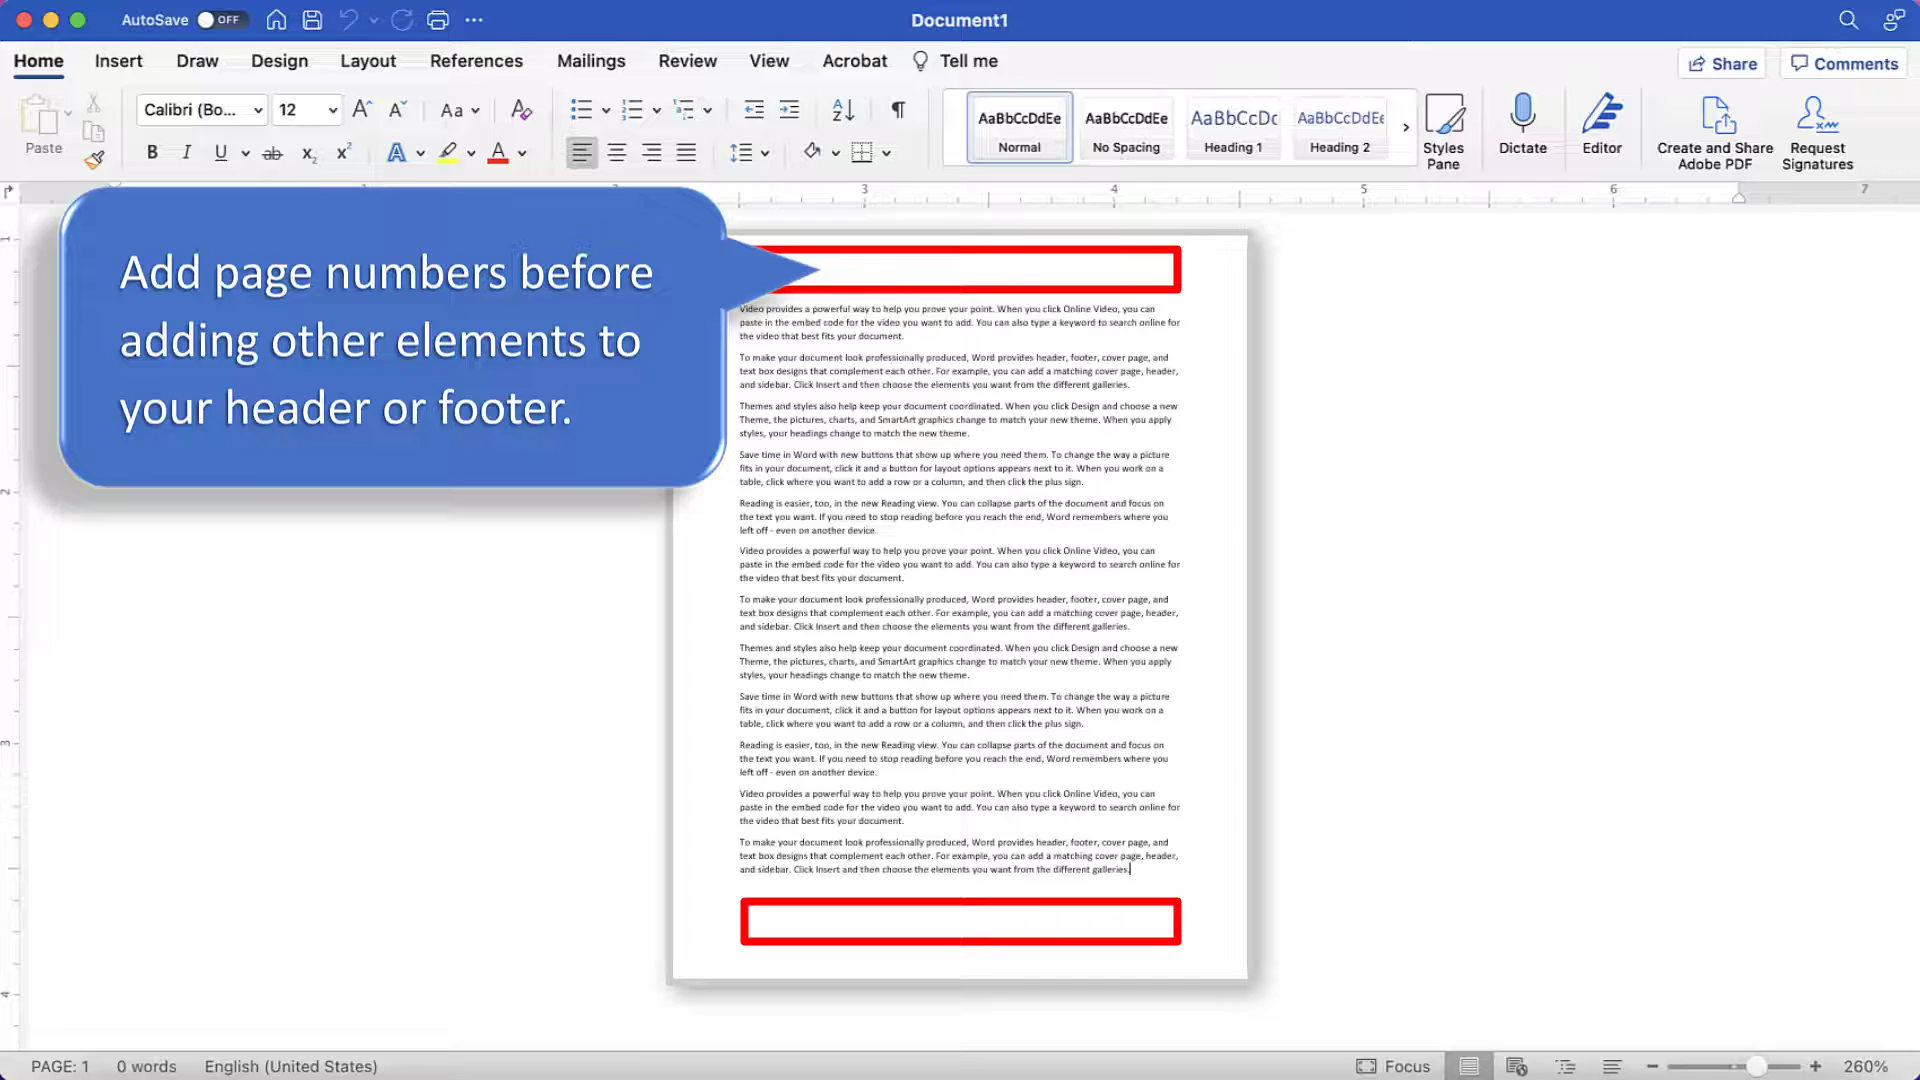 AutoSave OFF
Document1
Home Insert Draw Design Layout References Mailings Review View Acrobat Tell me
Share Comments
Paste
Calibri (Bo... 12
AaBbCcDdEe AaBbCcDdEe AaBbCcDc AaBbCcDdEe
Normal No Spacing Heading 1 Heading 2
Styles
Pane
Dictate
Editor
Create and Share
Adobe PDF
Request
Signatures
3 4 5 6 7
Add page numbers before
adding other elements to
your header or footer.
Video provides a powerful way to help you prove your point. When you click Online Video, you can
paste in the embed code for the video you want to add. You can also type a keyword to search online for
the video that best fits your document.
To make your document look professionally produced, Word provides header, footer, cover page, and
text box designs that complement each other. For example, you can add a matching cover page, header,
and sidebar. Click Insert and then choose the elements you want from the different galleries.
Themes and styles also help keep your document coordinated. When you click Design and choose a new
Theme, the pictures, charts, and SmartArt graphics change to match your new theme. When you apply
styles, your headings change to match the new theme.
Save time in Word with new buttons that show up where you need them. To change the way a picture
fits in your document, click it and a button for layout options appears next to it. When you work on a
table, click where you want to add a row or a column, and then click the plus sign.
Reading is easier, too, in the new Reading view. You can collapse parts of the document and focus on
the text you want. If you need to stop reading before you reach the end, Word remembers where you
left off - even on another device.
Video provides a powerful way to help you prove your point. When you click Online Video, you can
paste in the embed code for the video you want to add. You can also type a keyword to search online for
the video that best fits your document.
To make your document look professionally produced, Word provides header, footer, cover page, and
text box designs that complement each other. For example, you can add a matching cover page, header,
and sidebar. Click Insert and then choose the elements you want from the different galleries.
Themes and styles also help keep your document coordinated. When you click Design and choose a new
Theme, the pictures, charts, and SmartArt graphics change to match your new theme. When you apply
styles, your headings change to match the new theme.
Save time in Word with new buttons that show up where you need them. To change the way a picture
fits in your document, click it and a button for layout options appears next to it. When you work on a
table, click where you want to add a row or a column, and then click the plus sign.
Reading is easier, too, in the new Reading view. You can collapse parts of the document and focus on
the text you want. If you need to stop reading before you reach the end, Word remembers where you
left off - even on another device.
Video provides a powerful way to help you prove your point. When you click Online Video, you can
paste in the embed code for the video you want to add. You can also type a keyword to search online for
the video that best fits your document.
To make your document look professionally produced, Word provides header, footer, cover page, and
text box designs that complement each other. For example, you can add a matching cover page, header,
and sidebar. Click Insert and then choose the elements you want from the different galleries.
PAGE: 1 0 words English (United States)
Focus 260%